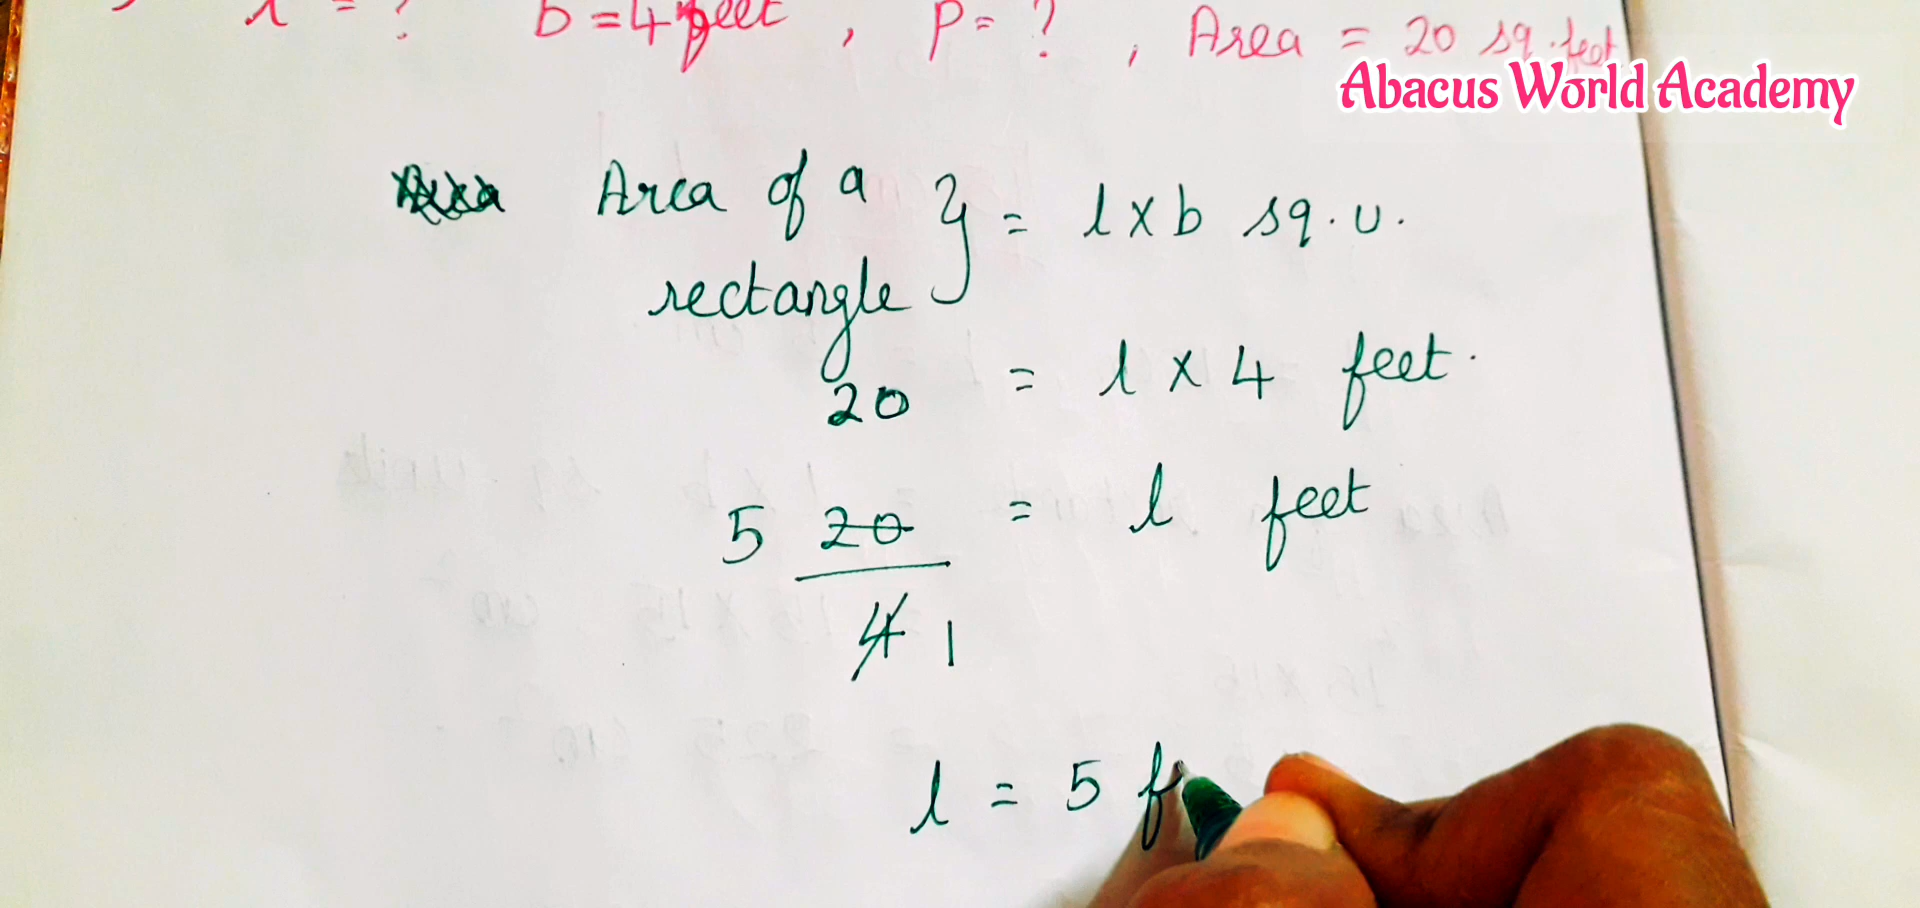 l = ? b = 4 feet , P = ? , Area = 20 sq. feet
Abacus World Academy
Area of a } = l x b sq. u.
rectangle
20 = l x 4 feet.
5 20 = l feet
4 1
l = 5 f